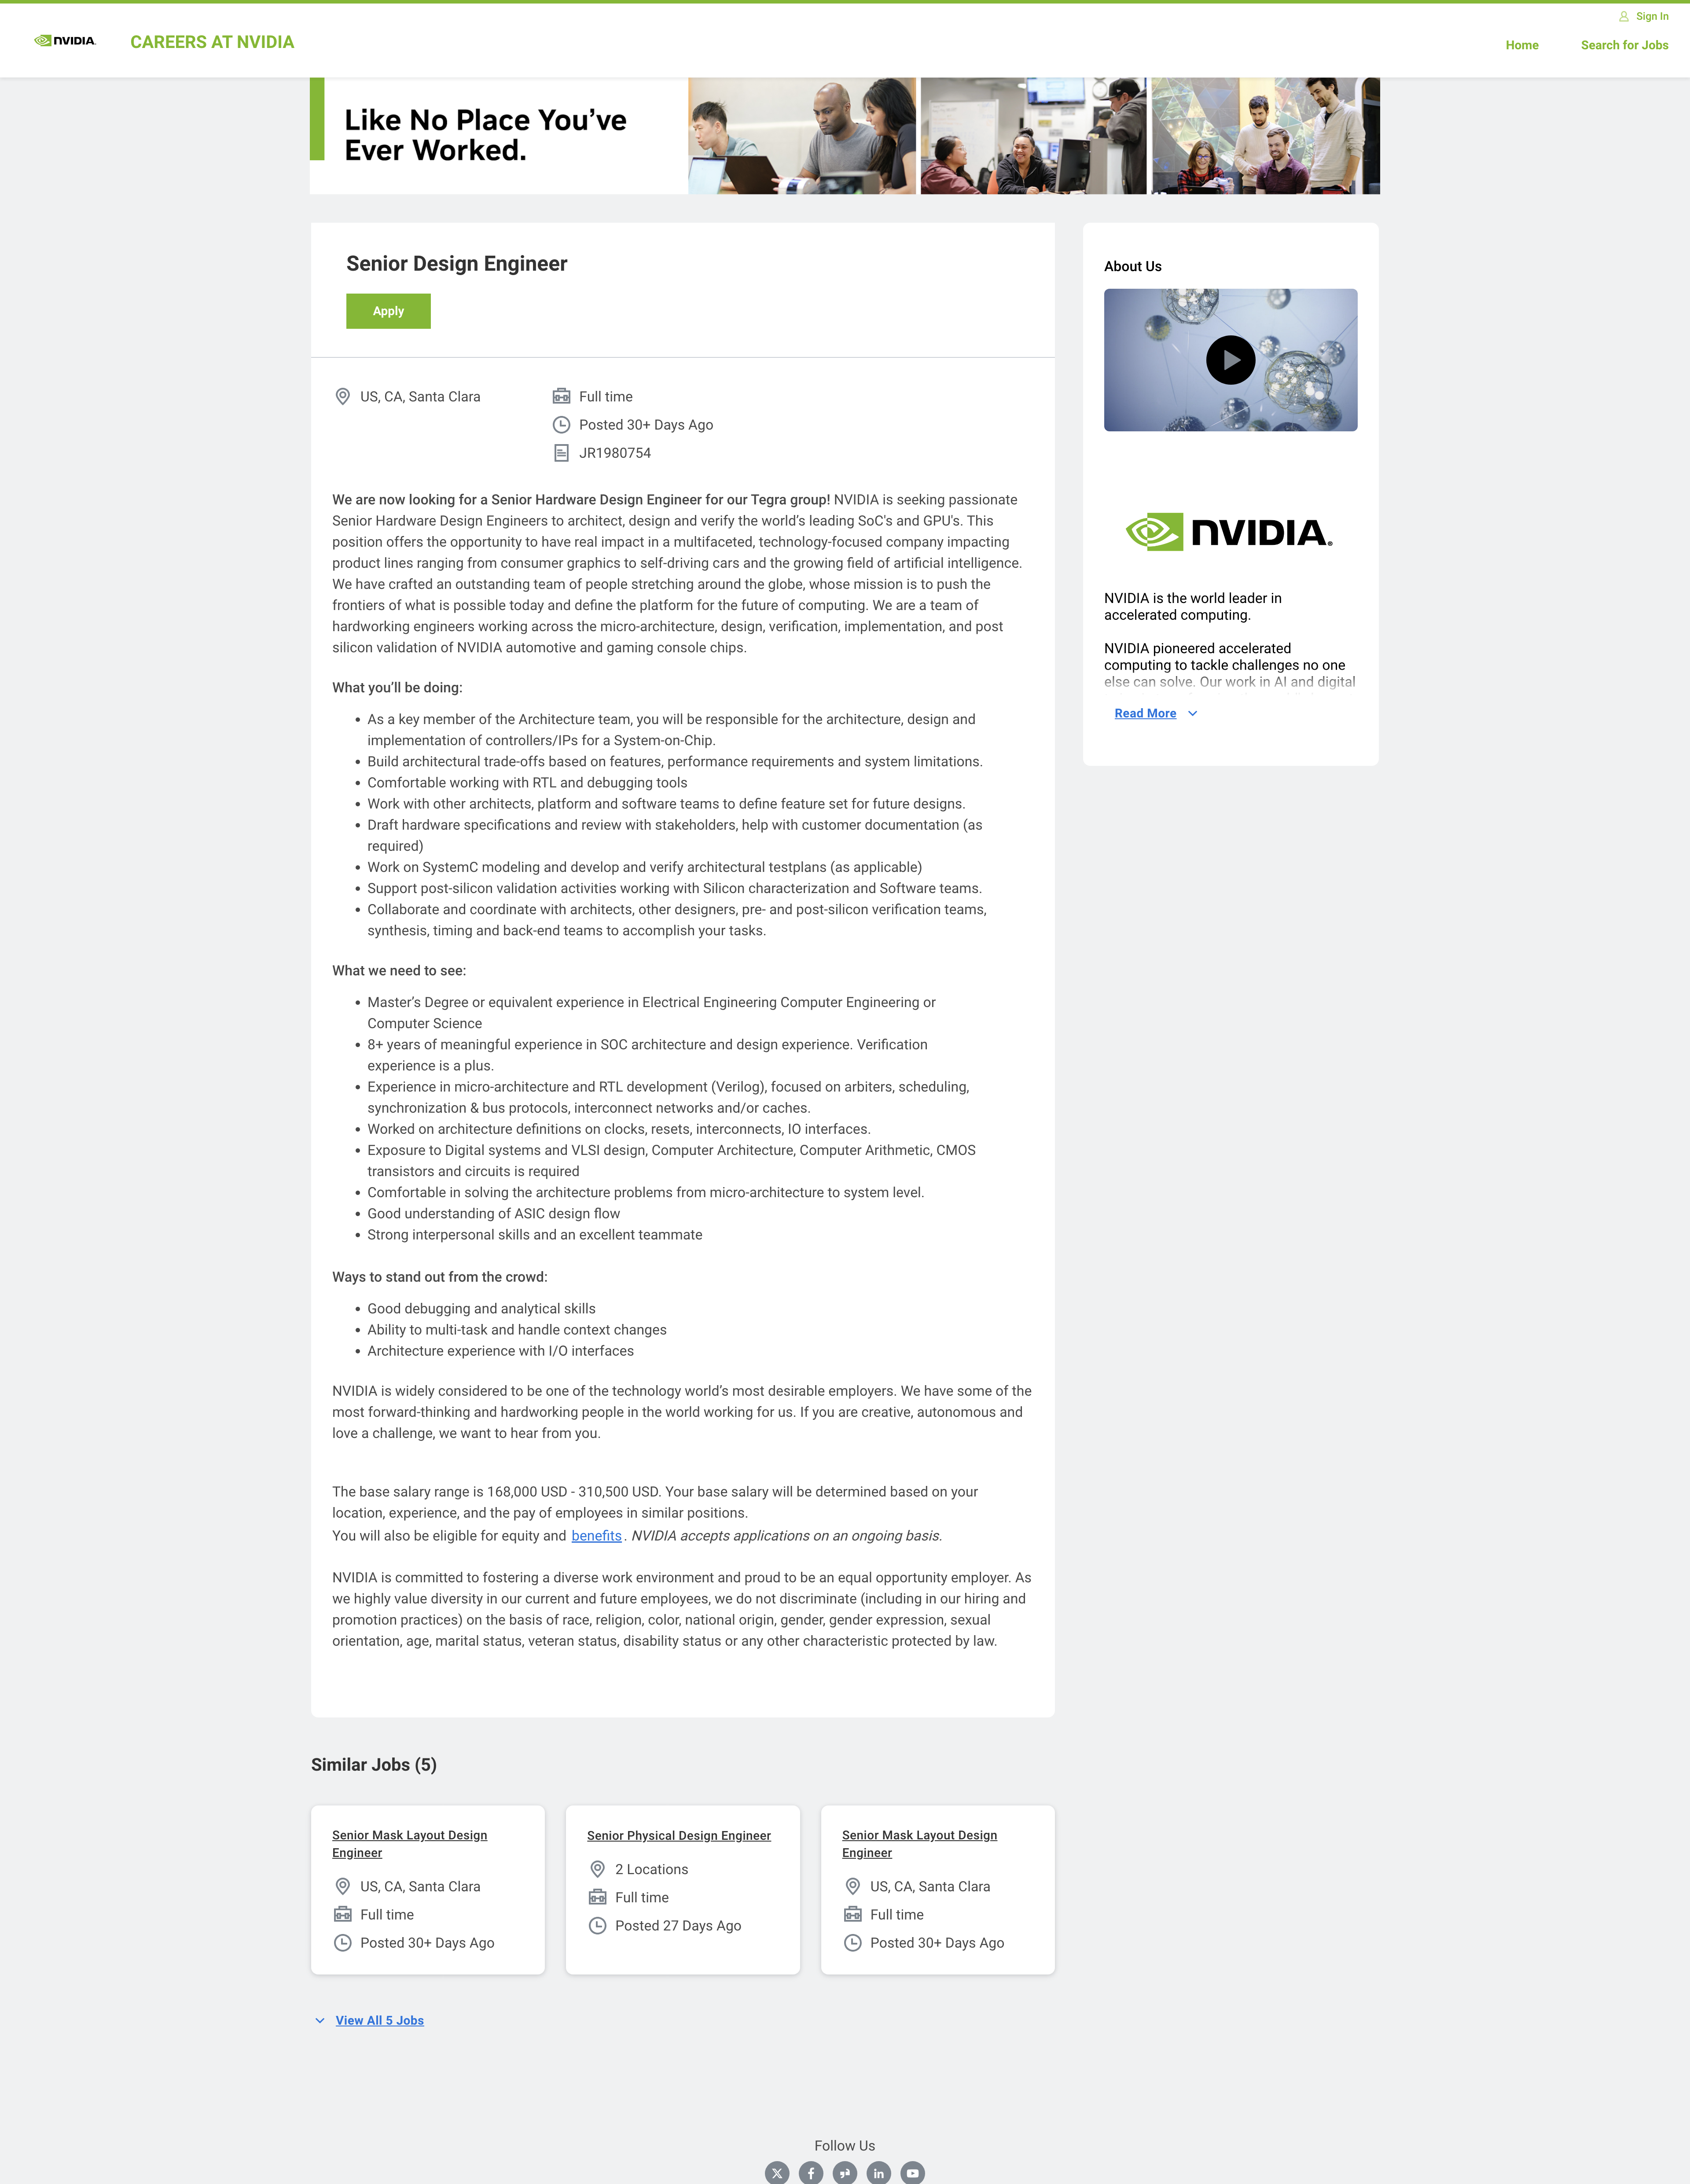 Sign In
NVIDIA.
CAREERS AT NVIDIA
Home
Search for Jobs
Like No Place You’ve
Ever Worked.
Senior Design Engineer
Apply
US, CA, Santa Clara
Full time
Posted 30+ Days Ago
JR1980754
We are now looking for a Senior Hardware Design Engineer for our Tegra group! NVIDIA is seeking passionate
Senior Hardware Design Engineers to architect, design and verify the world’s leading SoC's and GPU's. This
position offers the opportunity to have real impact in a multifaceted, technology-focused company impacting
product lines ranging from consumer graphics to self-driving cars and the growing field of artificial intelligence.
We have crafted an outstanding team of people stretching around the globe, whose mission is to push the
frontiers of what is possible today and define the platform for the future of computing. We are a team of
hardworking engineers working across the micro-architecture, design, verification, implementation, and post
silicon validation of NVIDIA automotive and gaming console chips.
What you’ll be doing:
• As a key member of the Architecture team, you will be responsible for the architecture, design and
implementation of controllers/IPs for a System-on-Chip.
• Build architectural trade-offs based on features, performance requirements and system limitations.
• Comfortable working with RTL and debugging tools
• Work with other architects, platform and software teams to define feature set for future designs.
• Draft hardware specifications and review with stakeholders, help with customer documentation (as
required)
• Work on SystemC modeling and develop and verify architectural testplans (as applicable)
• Support post-silicon validation activities working with Silicon characterization and Software teams.
• Collaborate and coordinate with architects, other designers, pre- and post-silicon verification teams,
synthesis, timing and back-end teams to accomplish your tasks.
What we need to see:
• Master’s Degree or equivalent experience in Electrical Engineering Computer Engineering or
Computer Science
• 8+ years of meaningful experience in SOC architecture and design experience. Verification
experience is a plus.
• Experience in micro-architecture and RTL development (Verilog), focused on arbiters, scheduling,
synchronization & bus protocols, interconnect networks and/or caches.
• Worked on architecture definitions on clocks, resets, interconnects, IO interfaces.
• Exposure to Digital systems and VLSI design, Computer Architecture, Computer Arithmetic, CMOS
transistors and circuits is required
• Comfortable in solving the architecture problems from micro-architecture to system level.
• Good understanding of ASIC design flow
• Strong interpersonal skills and an excellent teammate
Ways to stand out from the crowd:
• Good debugging and analytical skills
• Ability to multi-task and handle context changes
• Architecture experience with I/O interfaces
NVIDIA is widely considered to be one of the technology world’s most desirable employers. We have some of the
most forward-thinking and hardworking people in the world working for us. If you are creative, autonomous and
love a challenge, we want to hear from you.
The base salary range is 168,000 USD - 310,500 USD. Your base salary will be determined based on your
location, experience, and the pay of employees in similar positions.
You will also be eligible for equity and benefits. NVIDIA accepts applications on an ongoing basis.
NVIDIA is committed to fostering a diverse work environment and proud to be an equal opportunity employer. As
we highly value diversity in our current and future employees, we do not discriminate (including in our hiring and
promotion practices) on the basis of race, religion, color, national origin, gender, gender expression, sexual
orientation, age, marital status, veteran status, disability status or any other characteristic protected by law.
About Us
NVIDIA.
NVIDIA is the world leader in
accelerated computing.
NVIDIA pioneered accelerated
computing to tackle challenges no one
else can solve. Our work in AI and digital
Read More
Similar Jobs (5)
Senior Mask Layout Design
Engineer
US, CA, Santa Clara
Full time
Posted 30+ Days Ago
Senior Physical Design Engineer
2 Locations
Full time
Posted 27 Days Ago
Senior Mask Layout Design
Engineer
US, CA, Santa Clara
Full time
Posted 30+ Days Ago
View All 5 Jobs
Follow Us